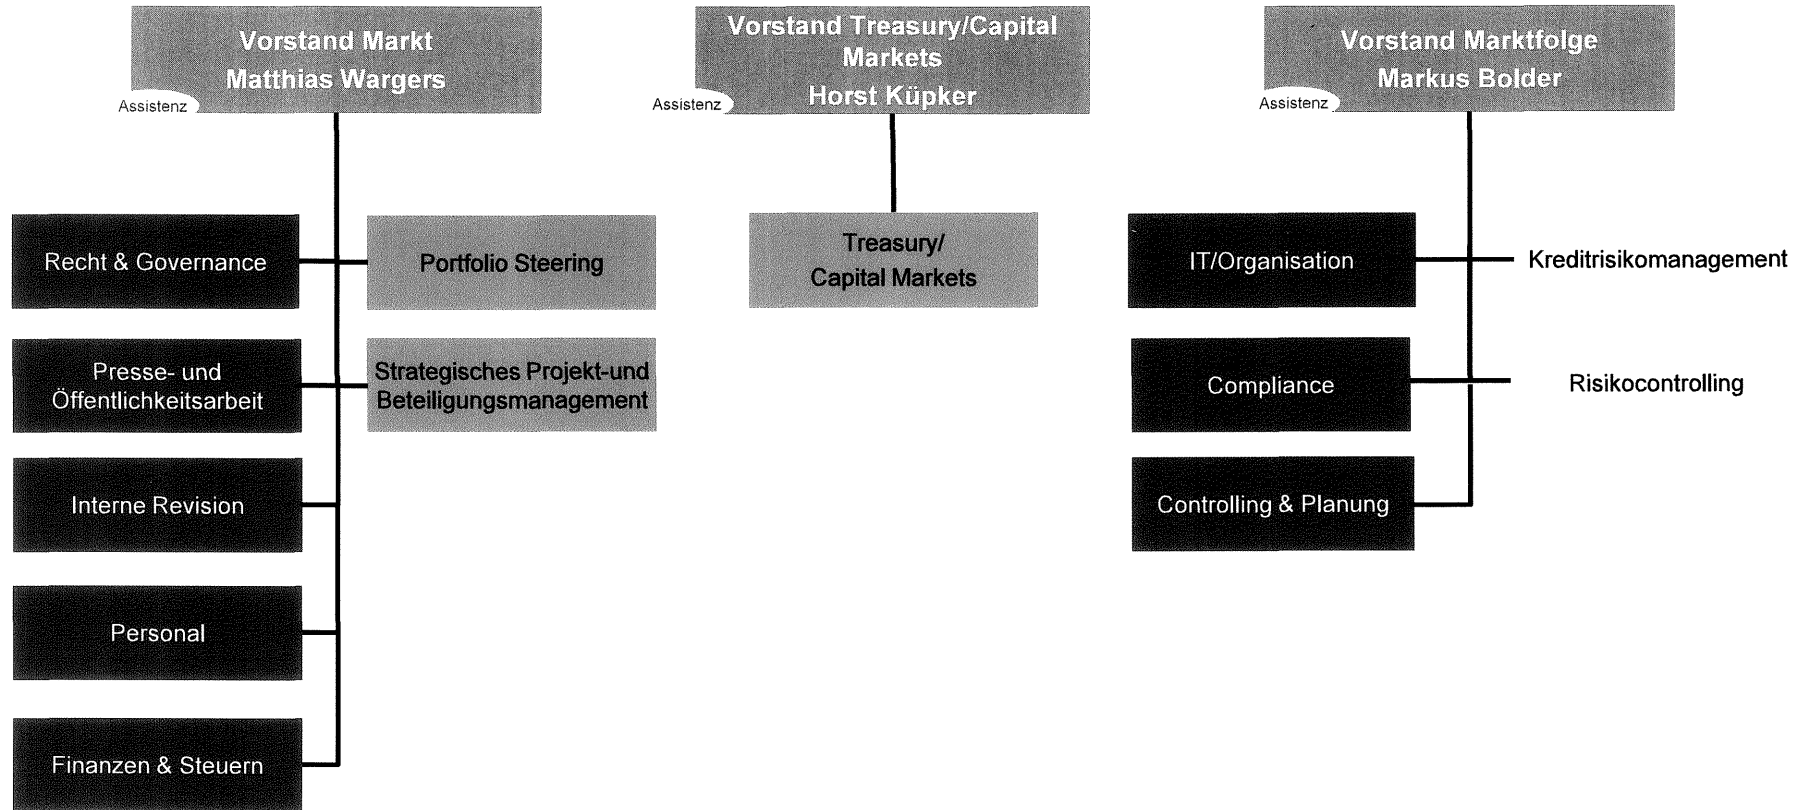 Vorstand Markt
Matthias Wargers
Assistenz
Vorstand Treasury/Capital
Markets
Horst Küpker
Assistenz
Vorstand Marktfolge
Markus Bolder
Assistenz
Recht & Governance
Portfolio Steering
Presse- und
Öffentlichkeitsarbeit
Strategisches Projekt-und
Beteiligungsmanagement
Interne Revision
Personal
Finanzen & Steuern
Treasury/
Capital Markets
IT/Organisation
Kreditrisikomanagement
Compliance
Risikocontrolling
Controlling & Planung